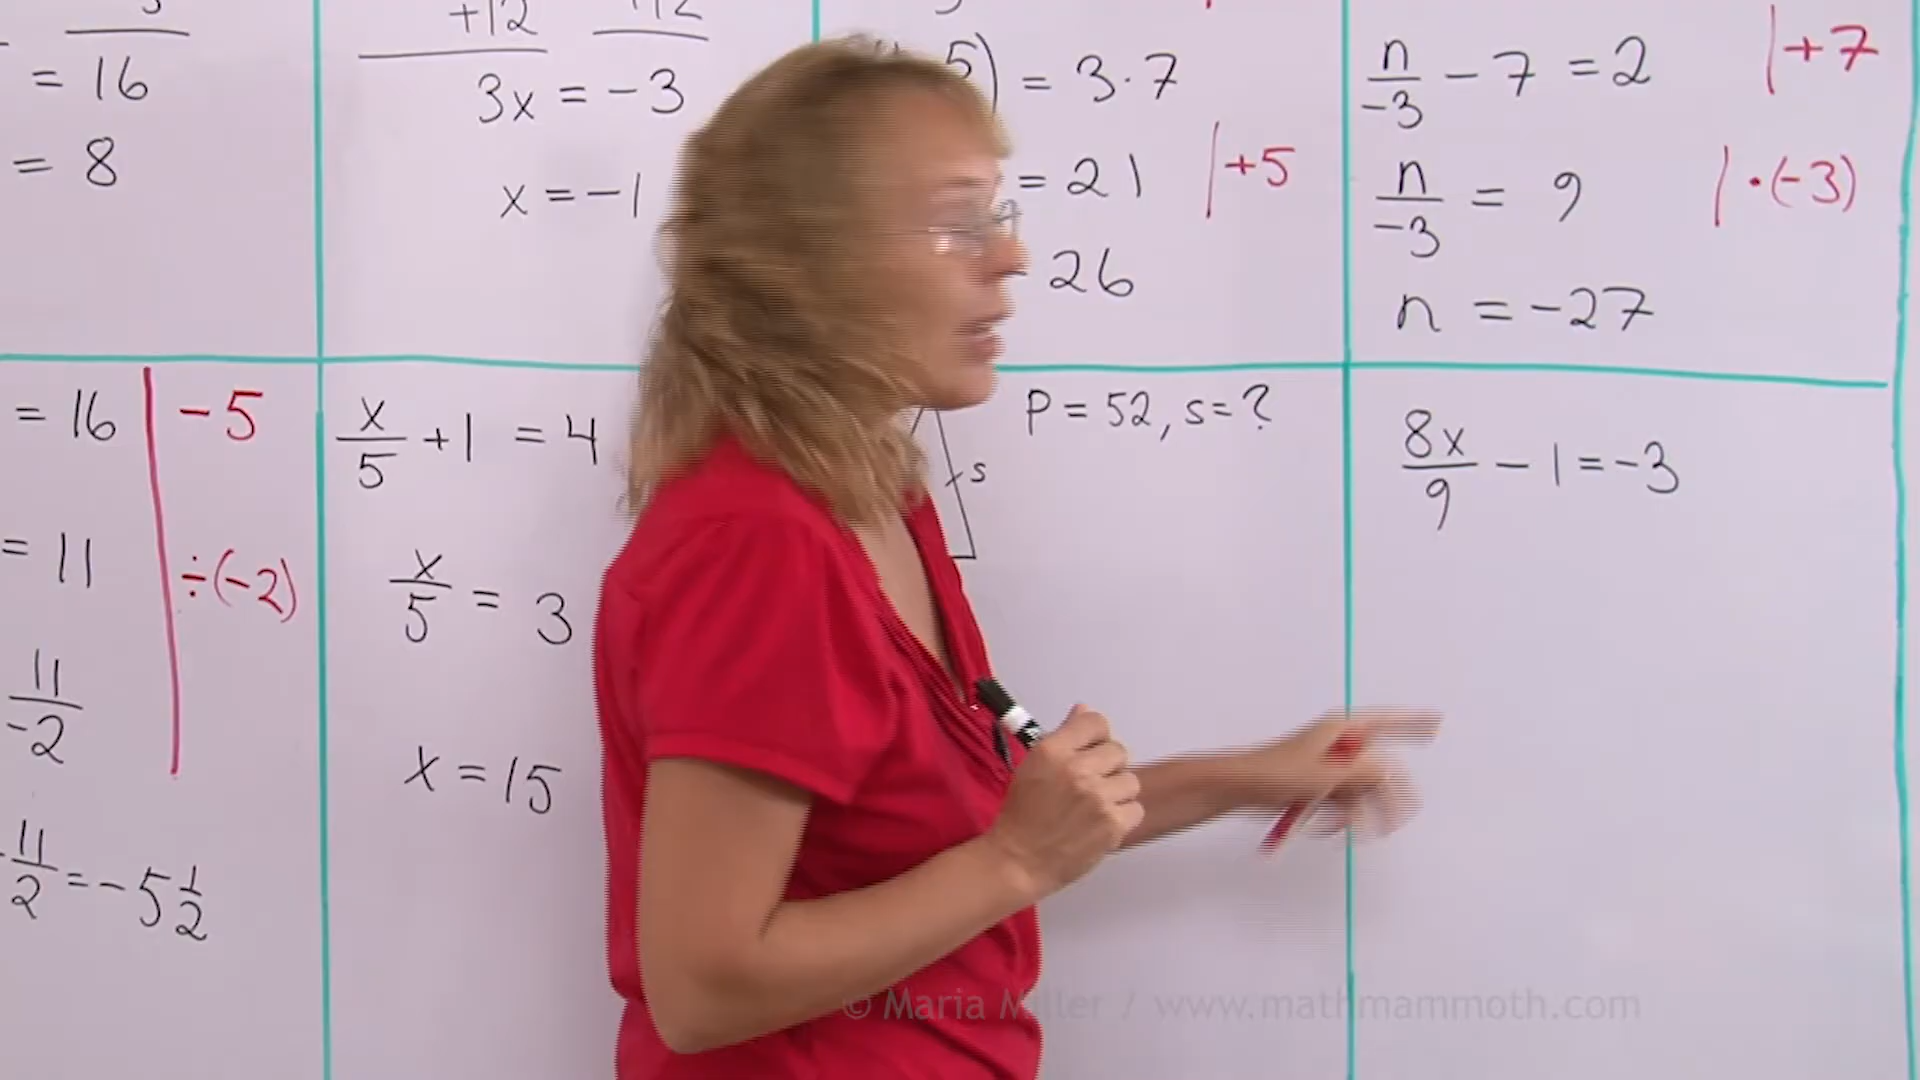 +12
= 16
= 8
3x = -3
x = -1
5) = 3·7
= 21 | +5
26
n/-3 - 7 = 2 | +7
n/-3 = 9 | ·(-3)
n = -27
= 16 | -5
= 11 | ÷(-2)
11/-2
11/2 = -5 1/2
x/5 + 1 = 4
x/5 = 3
x = 15
s
P = 52, s = ?
8x/9 - 1 = -3
© Maria Miller / www.mathmammoth.com